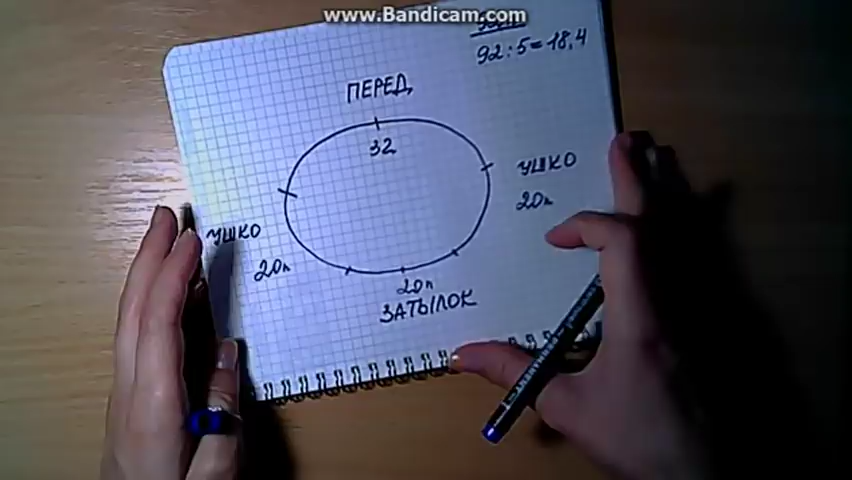 www.Bandicam.com
92:5=18,4
ПЕРЕД
32
УШКО
20п
УШКО
20п
20п
ЗАТЫЛОК